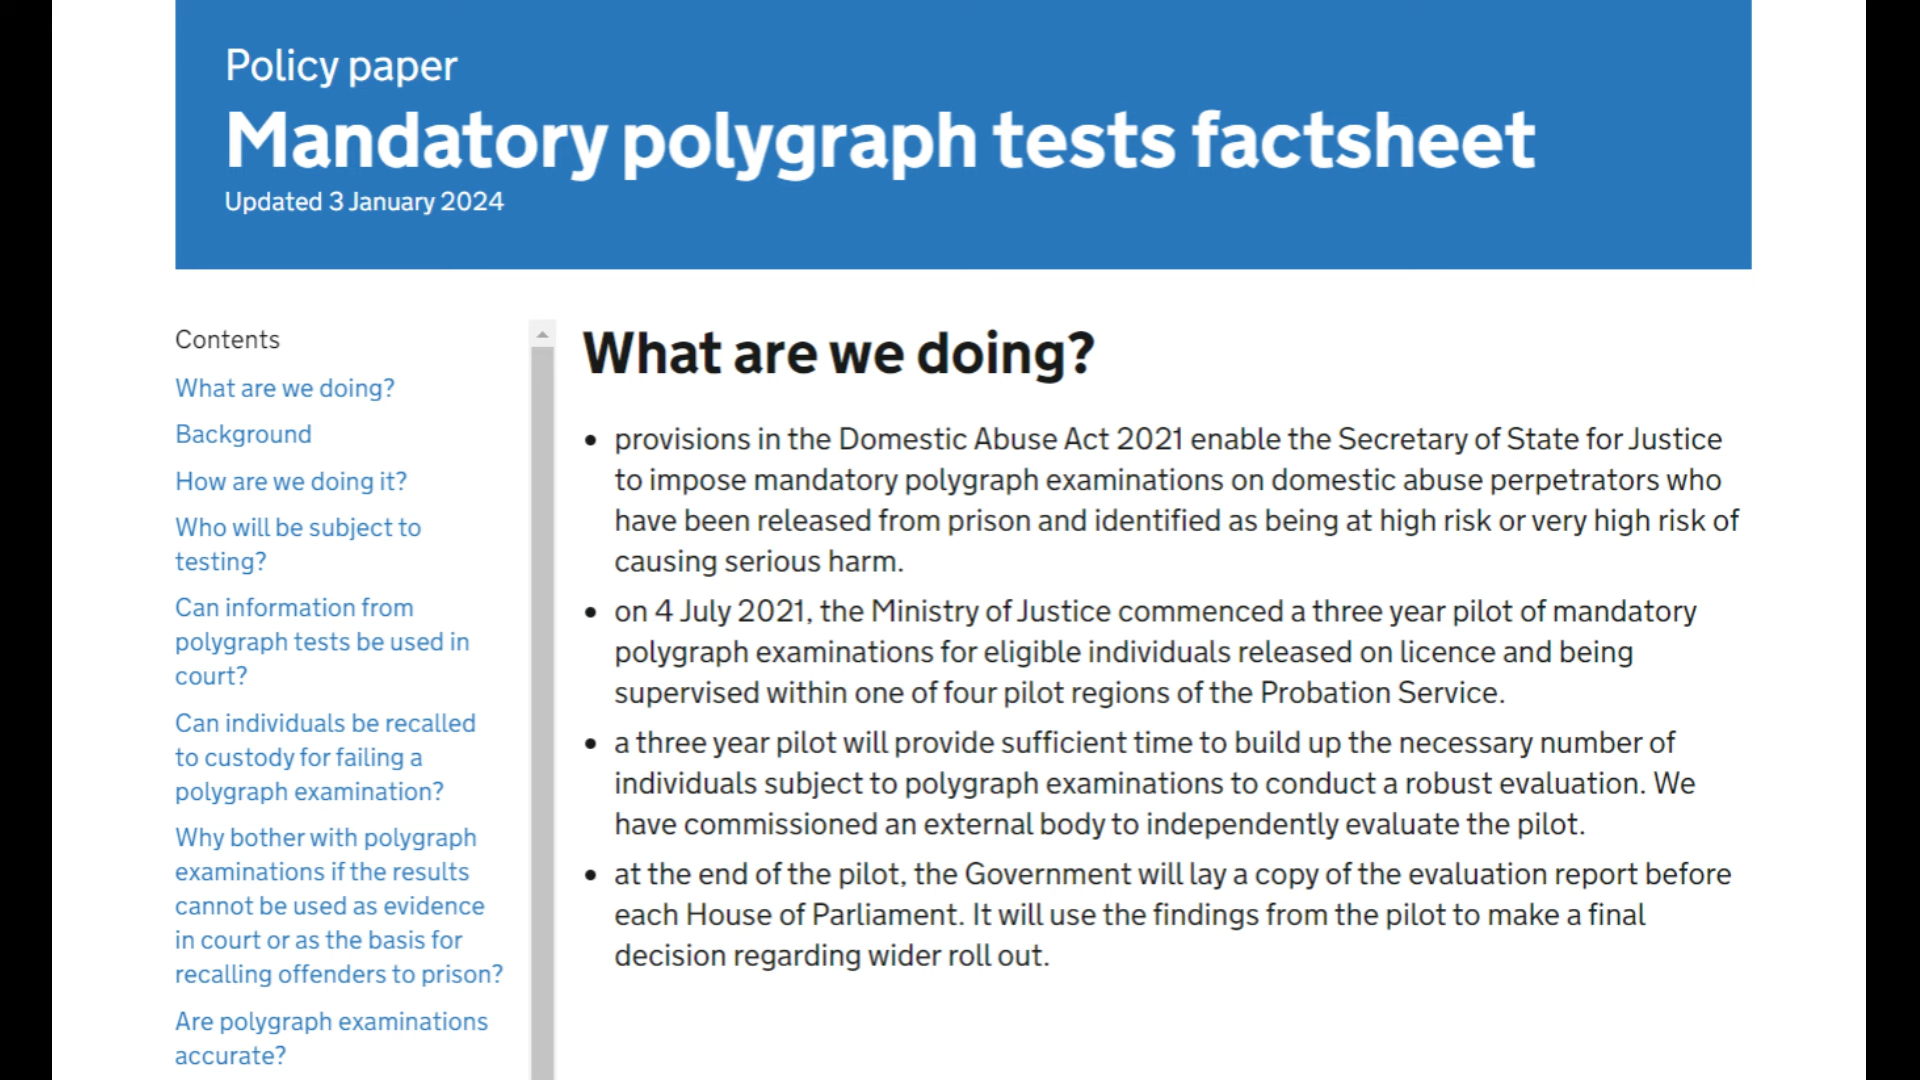 Policy paper
Mandatory polygraph tests factsheet
Updated 3 January 2024
Contents
What are we doing?
Background
How are we doing it?
Who will be subject to
testing?
Can information from
polygraph tests be used in
court?
Can individuals be recalled
to custody for failing a
polygraph examination?
Why bother with polygraph
examinations if the results
cannot be used as evidence
in court or as the basis for
recalling offenders to prison?
Are polygraph examinations
accurate?
What are we doing?
• provisions in the Domestic Abuse Act 2021 enable the Secretary of State for Justice
to impose mandatory polygraph examinations on domestic abuse perpetrators who
have been released from prison and identified as being at high risk or very high risk of
causing serious harm.
• on 4 July 2021, the Ministry of Justice commenced a three year pilot of mandatory
polygraph examinations for eligible individuals released on licence and being
supervised within one of four pilot regions of the Probation Service.
• a three year pilot will provide sufficient time to build up the necessary number of
individuals subject to polygraph examinations to conduct a robust evaluation. We
have commissioned an external body to independently evaluate the pilot.
• at the end of the pilot, the Government will lay a copy of the evaluation report before
each House of Parliament. It will use the findings from the pilot to make a final
decision regarding wider roll out.